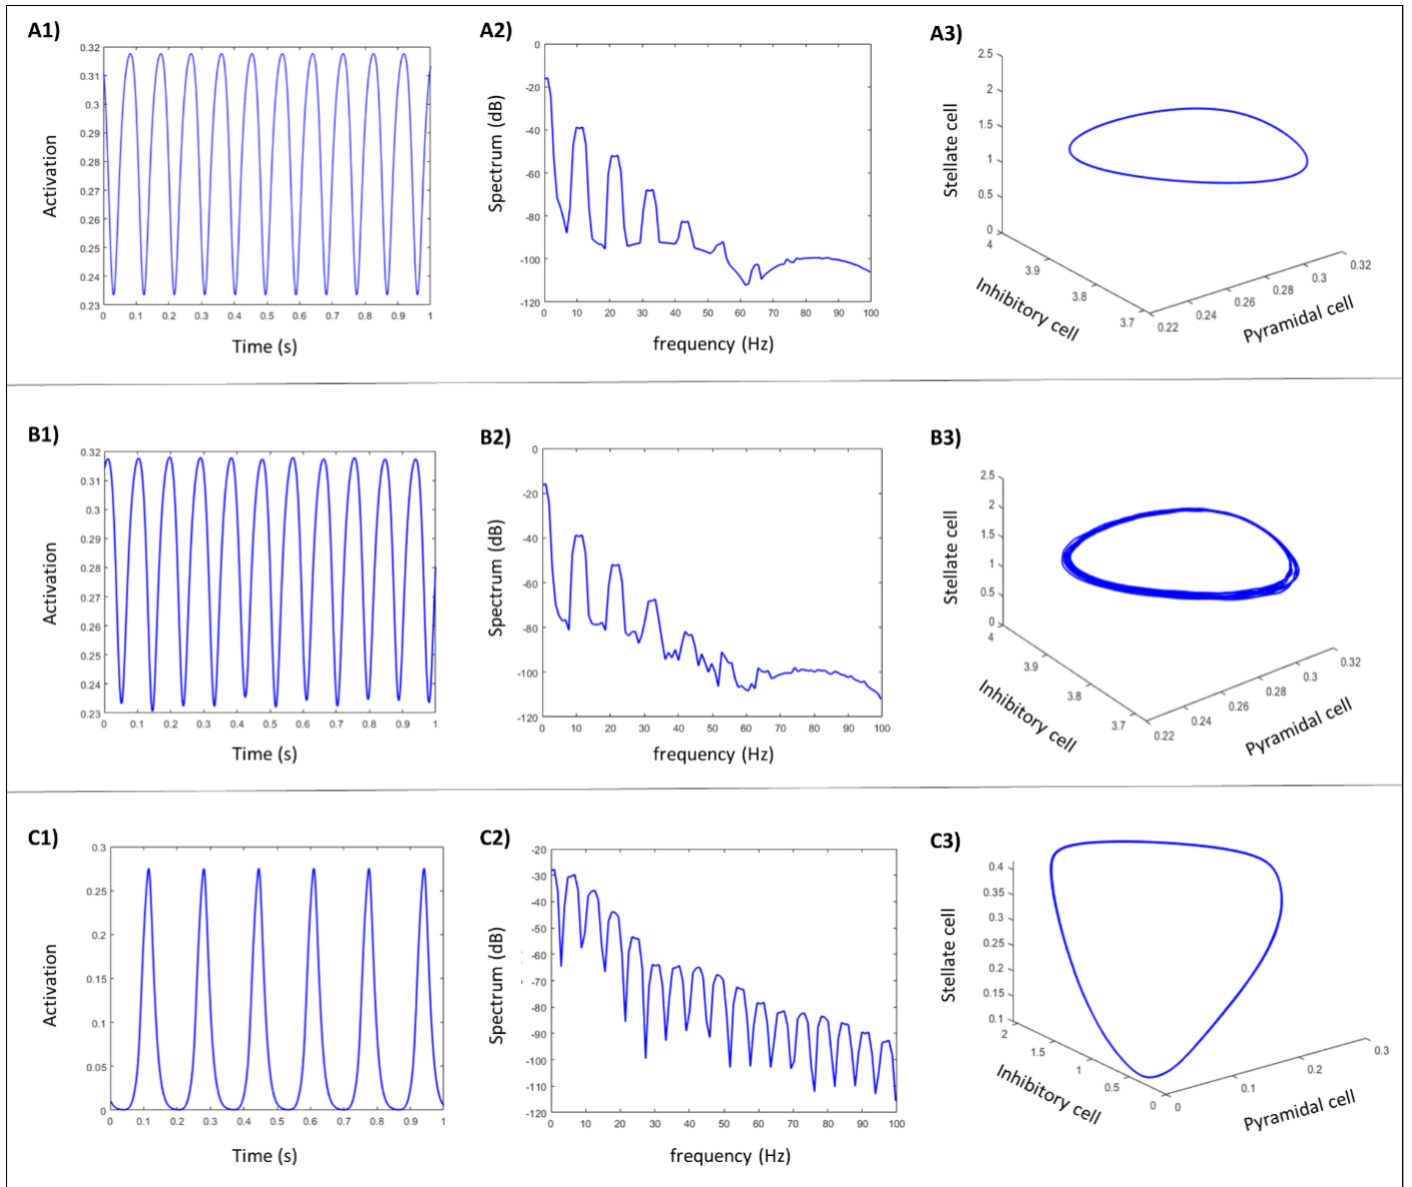 A1)
0.32
0.31
0.3
0.29
0.28
0.27
0.26
0.25
0.24
0.23
0 0.1 0.2 0.3 0.4 0.5 0.6 0.7 0.8 0.9 1
Activation
Time (s)
A2)
0
-20
-40
-60
-80
-100
-120
0 10 20 30 40 50 60 70 80 90 100
Spectrum (dB)
frequency (Hz)
A3)
2.5
2
1.5
1
0.5
0
4
3.9
3.8
3.7
0.22 0.24 0.26 0.28 0.3 0.32
Stellate cell
Inhibitory cell
Pyramidal cell
B1)
0.32
0.31
0.3
0.29
0.28
0.27
0.26
0.25
0.24
0.23
0 0.1 0.2 0.3 0.4 0.5 0.6 0.7 0.8 0.9 1
Activation
Time (s)
B2)
0
-20
-40
-60
-80
-100
-120
0 10 20 30 40 50 60 70 80 90 100
Spectrum (dB)
frequency (Hz)
B3)
2.5
2
1.5
1
0.5
0
4
3.9
3.8
3.7
0.22 0.24 0.26 0.28 0.3 0.32
Stellate cell
Inhibitory cell
Pyramidal cell
C1)
0.3
0.25
0.2
0.15
0.1
0.05
0
0 0.1 0.2 0.3 0.4 0.5 0.6 0.7 0.8 0.9 1
Activation
Time (s)
C2)
-20
-30
-40
-50
-60
-70
-80
-90
-100
-110
-120
0 10 20 30 40 50 60 70 80 90 100
Spectrum (dB)
frequency (Hz)
C3)
0.4
0.35
0.3
0.25
0.2
0.15
0.1
2
1.5
1
0.5
0
0 0.1 0.2 0.3
Stellate cell
Inhibitory cell
Pyramidal cell